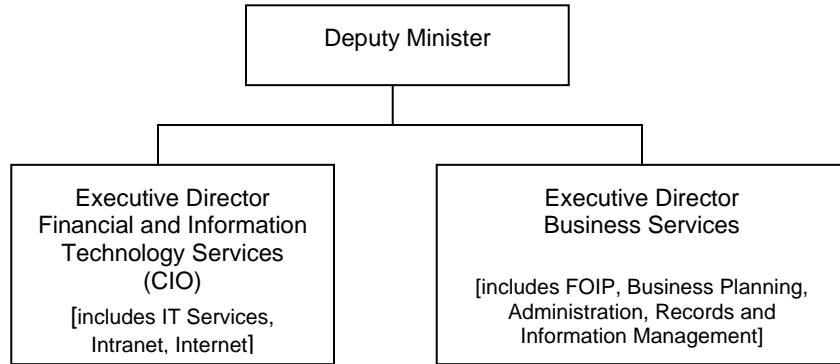 Deputy Minister
Executive Director
Financial and Information
Technology Services
(CIO)
[includes IT Services,
Intranet, Internet]
Executive Director
Business Services
[includes FOIP, Business Planning,
Administration, Records and
Information Management]